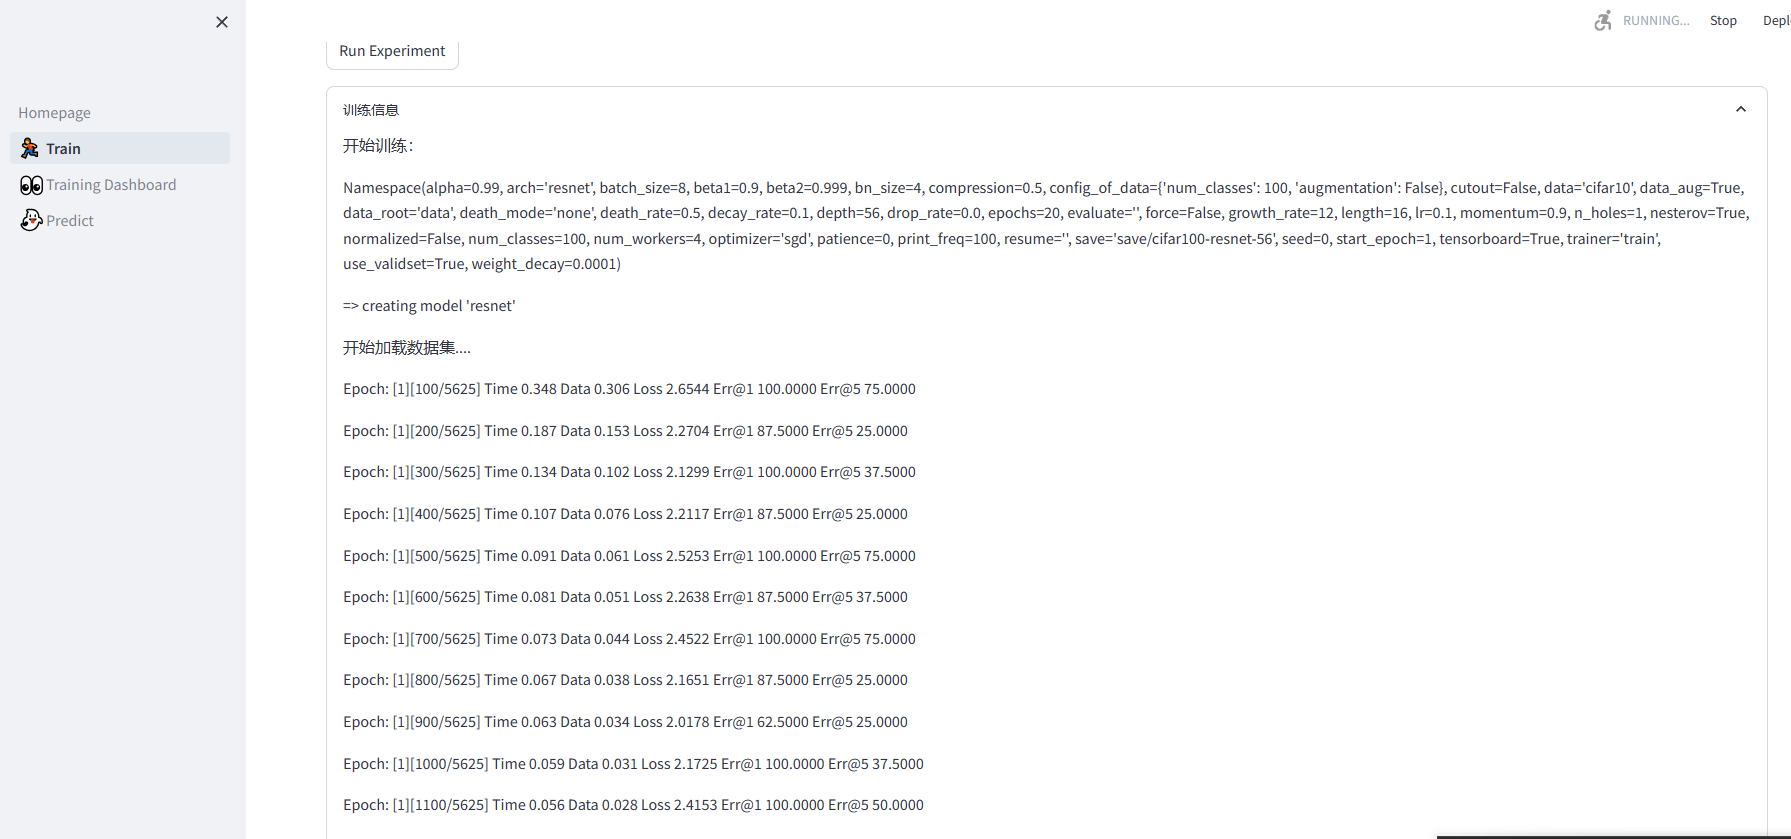 RUNNING...
Stop
Depl
Homepage
Train
Training Dashboard
Predict
Run Experiment
训练信息
开始训练：
Namespace(alpha=0.99, arch='resnet', batch_size=8, beta1=0.9, beta2=0.999, bn_size=4, compression=0.5, config_of_data={'num_classes': 100, 'augmentation': False}, cutout=False, data='cifar10', data_aug=True,
data_root='data', death_mode='none', death_rate=0.5, decay_rate=0.1, depth=56, drop_rate=0.0, epochs=20, evaluate='', force=False, growth_rate=12, length=16, lr=0.1, momentum=0.9, n_holes=1, nesterov=True,
normalized=False, num_classes=100, num_workers=4, optimizer='sgd', patience=0, print_freq=100, resume='', save='save/cifar100-resnet-56', seed=0, start_epoch=1, tensorboard=True, trainer='train',
use_validset=True, weight_decay=0.0001)
=> creating model 'resnet'
开始加载数据集....
Epoch: [1][100/5625] Time 0.348 Data 0.306 Loss 2.6544 Err@1 100.0000 Err@5 75.0000
Epoch: [1][200/5625] Time 0.187 Data 0.153 Loss 2.2704 Err@1 87.5000 Err@5 25.0000
Epoch: [1][300/5625] Time 0.134 Data 0.102 Loss 2.1299 Err@1 100.0000 Err@5 37.5000
Epoch: [1][400/5625] Time 0.107 Data 0.076 Loss 2.2117 Err@1 87.5000 Err@5 25.0000
Epoch: [1][500/5625] Time 0.091 Data 0.061 Loss 2.5253 Err@1 100.0000 Err@5 75.0000
Epoch: [1][600/5625] Time 0.081 Data 0.051 Loss 2.2638 Err@1 87.5000 Err@5 37.5000
Epoch: [1][700/5625] Time 0.073 Data 0.044 Loss 2.4522 Err@1 100.0000 Err@5 75.0000
Epoch: [1][800/5625] Time 0.067 Data 0.038 Loss 2.1651 Err@1 87.5000 Err@5 25.0000
Epoch: [1][900/5625] Time 0.063 Data 0.034 Loss 2.0178 Err@1 62.5000 Err@5 25.0000
Epoch: [1][1000/5625] Time 0.059 Data 0.031 Loss 2.1725 Err@1 100.0000 Err@5 37.5000
Epoch: [1][1100/5625] Time 0.056 Data 0.028 Loss 2.4153 Err@1 100.0000 Err@5 50.0000